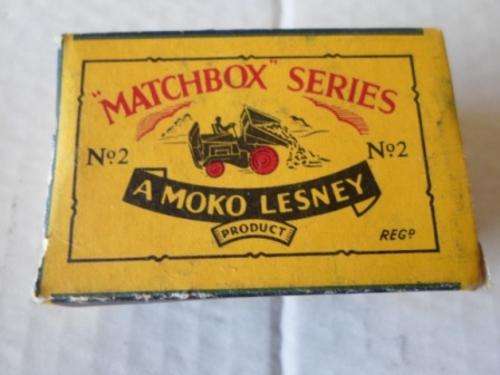 "MATCHBOX" SERIES
Nº2 Nº2
A MOKO LESNEY
PRODUCT
REGD